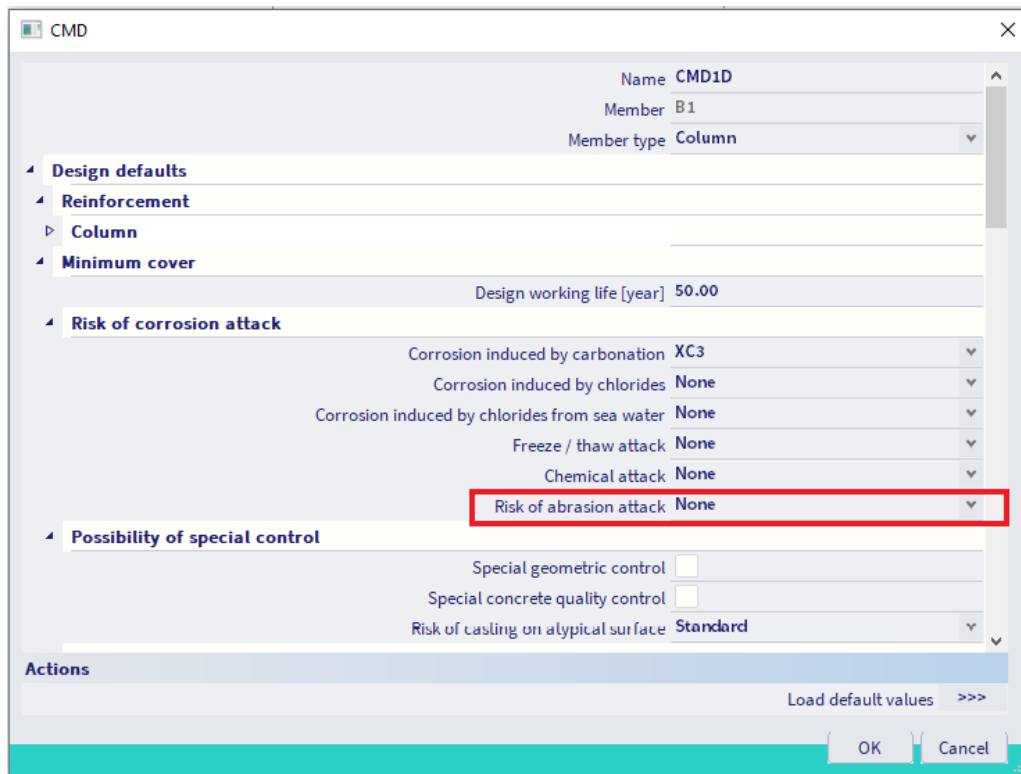 CMD
Name CMD1D
Member B1
Member type Column
Design defaults
Reinforcement
Column
Minimum cover
Design working life [year] 50.00
Risk of corrosion attack
Corrosion induced by carbonation XC3
Corrosion induced by chlorides None
Corrosion induced by chlorides from sea water None
Freeze / thaw attack None
Chemical attack None
Risk of abrasion attack None
Possibility of special control
Special geometric control
Special concrete quality control
Risk of casting on atypical surface Standard
Actions
Load default values >>>
OK Cancel